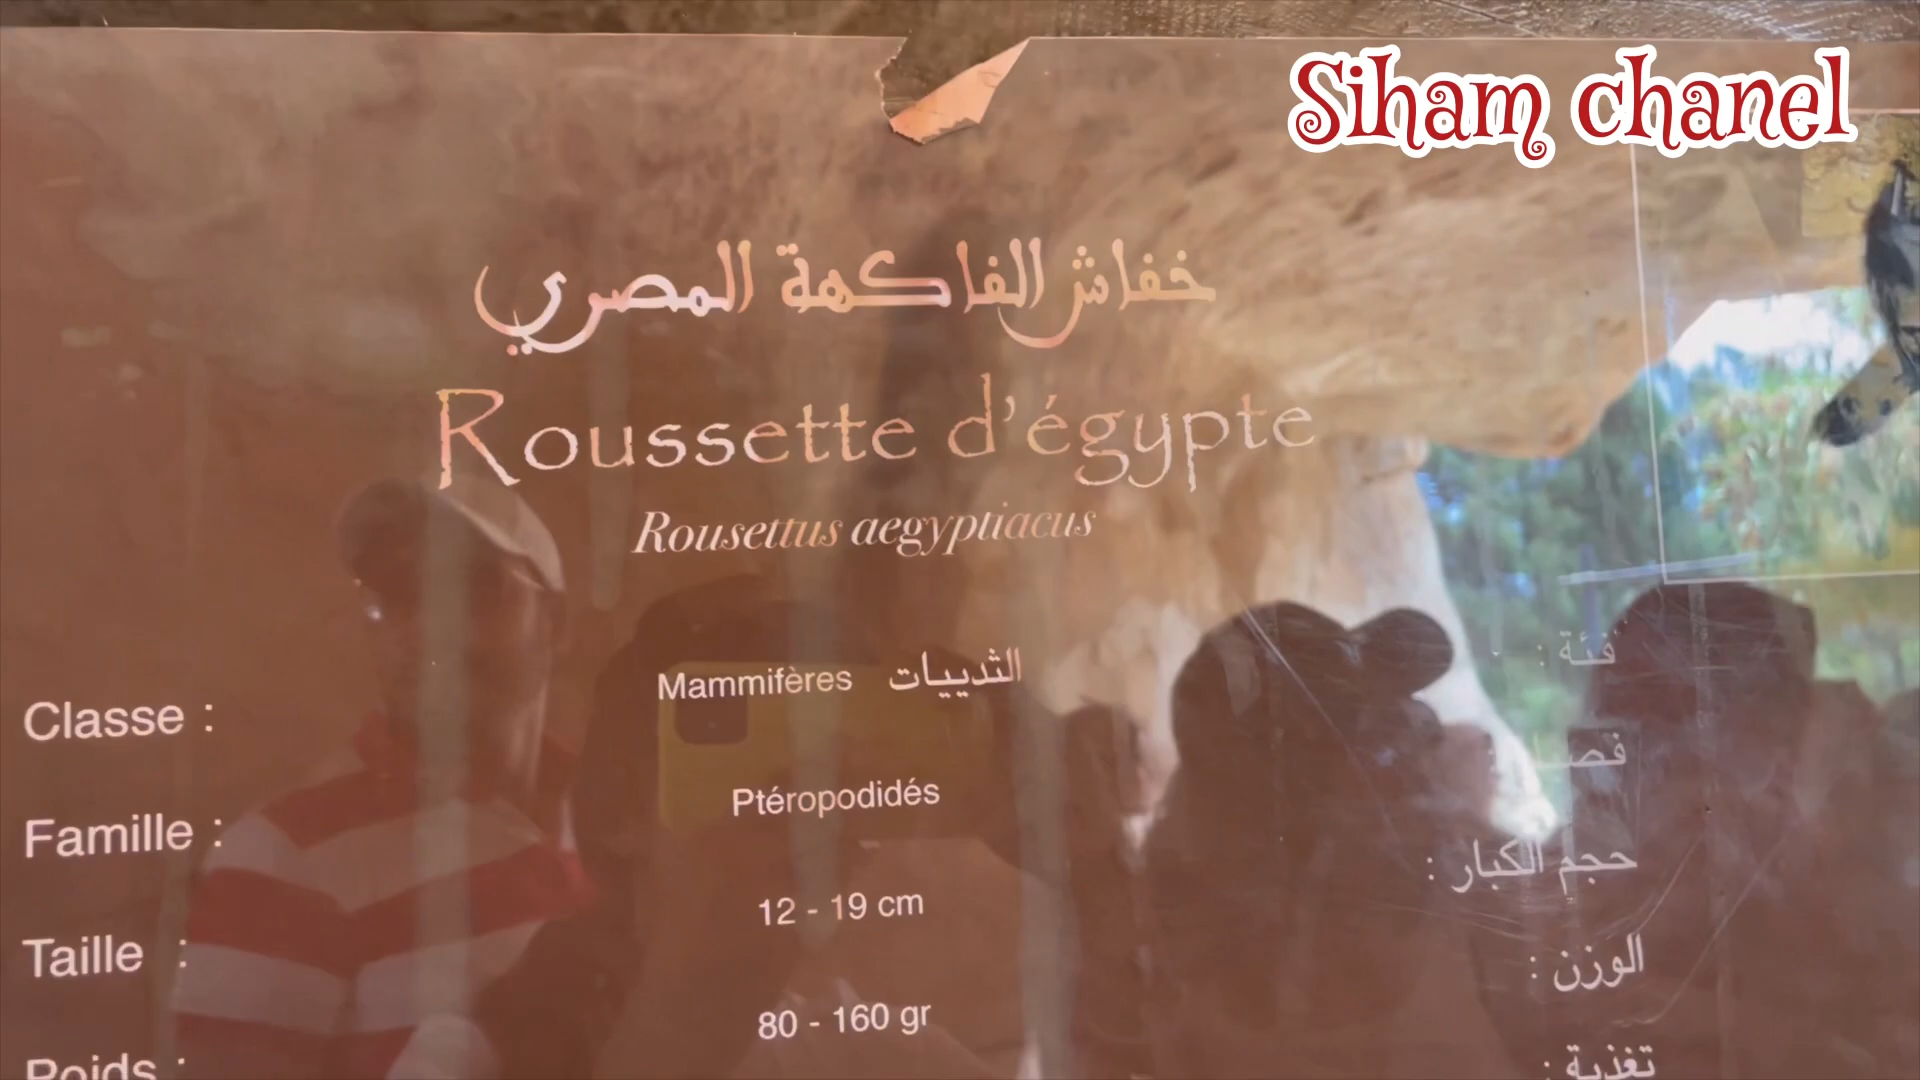 Siham chanel
خفاش الفاكهة المصري
Roussette d'égypte
Rousettus aegyptiacus
Classe : Mammifères الثدييات فئة :
Famille : Ptéropodidés
Taille : 12 - 19 cm حجم الكبار :
Poids : 80 - 160 gr الوزن :
تغذية :